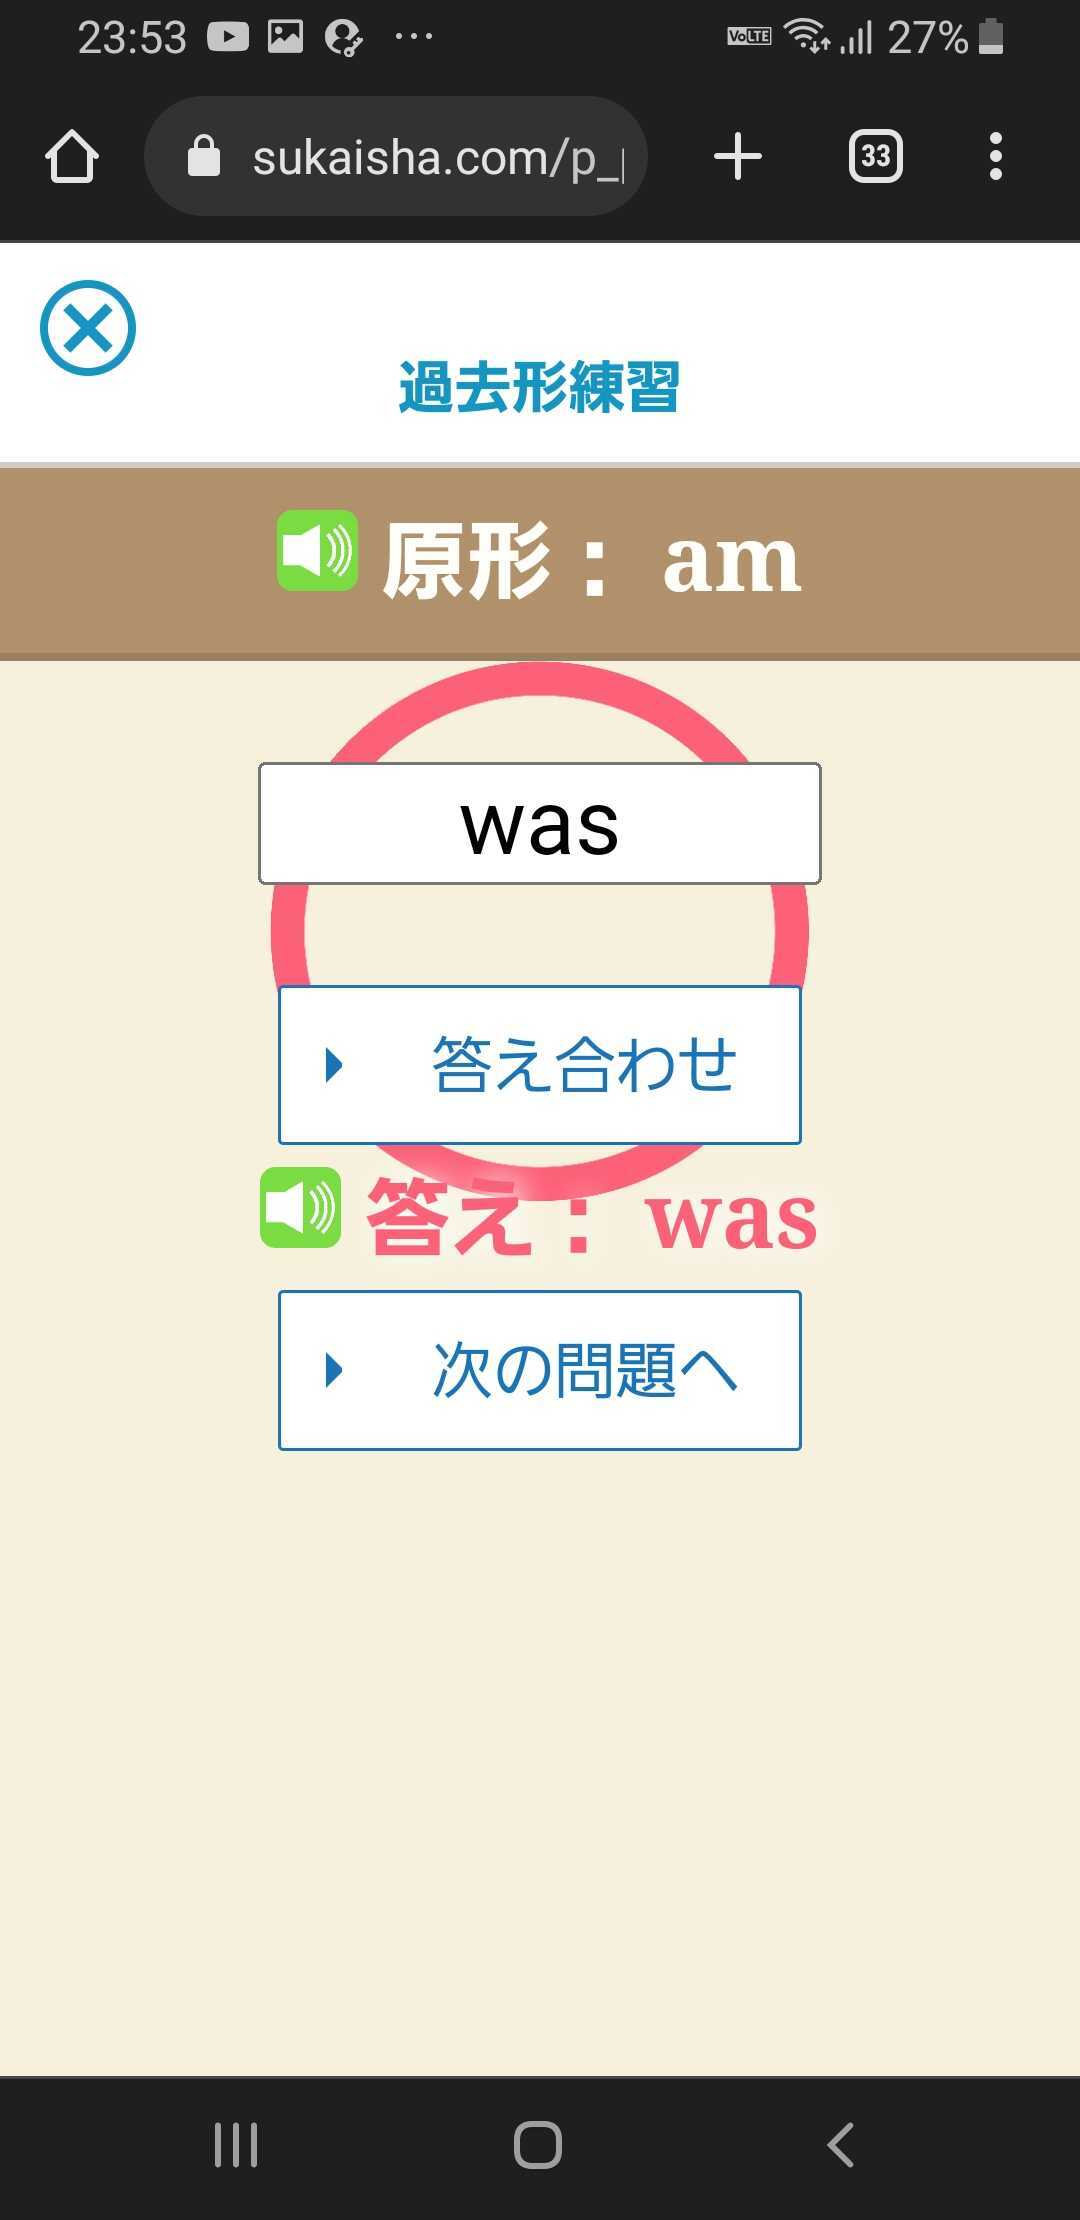 23:53
VoLTE 27%
sukaisha.com/p_
33
過去形練習
原形： am
was
答え合わせ
答え： was
次の問題へ